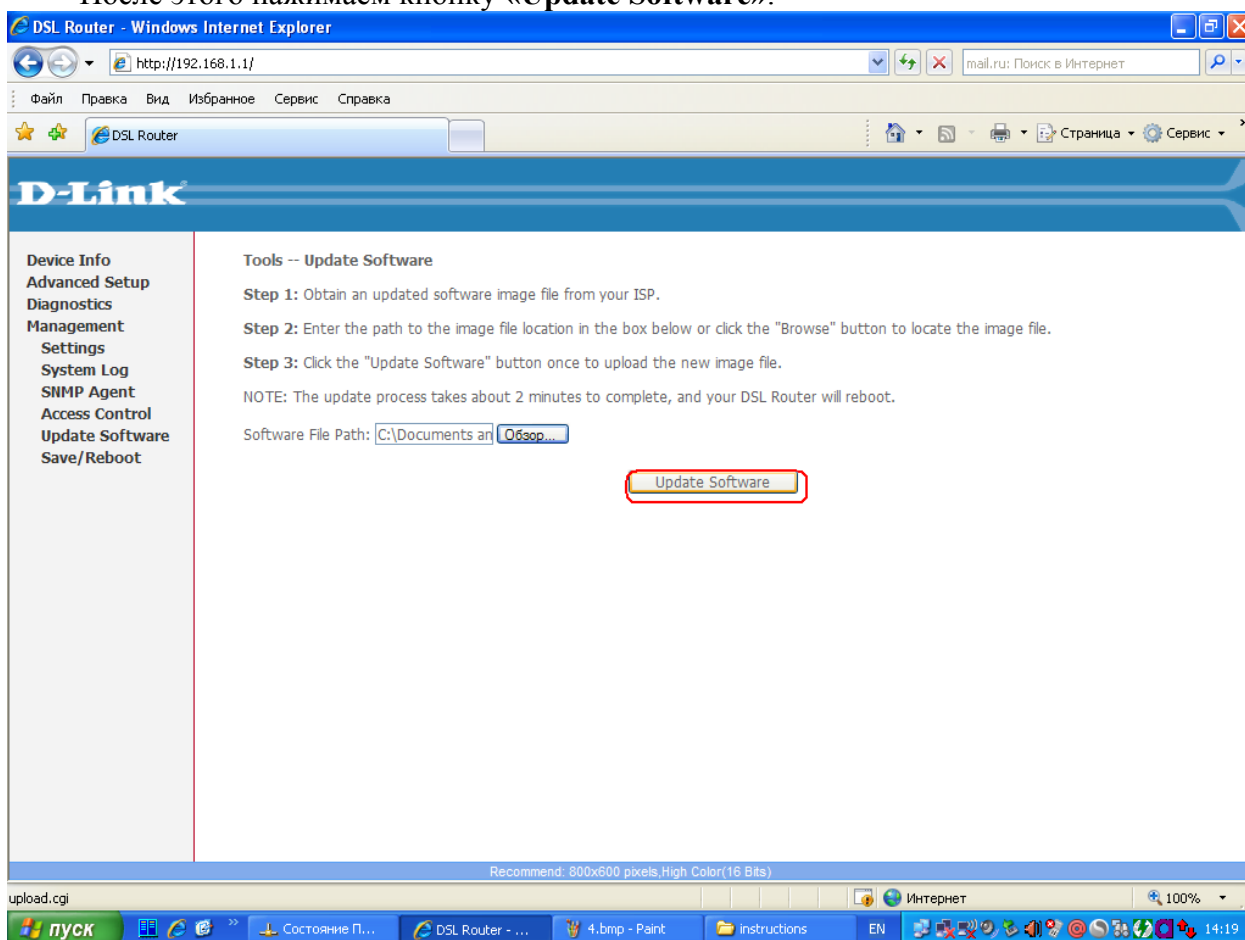 После этого нажимаем кнопку «Update Software».
DSL Router - Windows Internet Explorer
http://192.168.1.1/
mail.ru: Поиск в Интернет
Файл Правка Вид Избранное Сервис Справка
DSL Router
Страница Сервис
D-Link
Device Info
Advanced Setup
Diagnostics
Management
Settings
System Log
SNMP Agent
Access Control
Update Software
Save/Reboot
Tools -- Update Software
Step 1: Obtain an updated software image file from your ISP.
Step 2: Enter the path to the image file location in the box below or click the "Browse" button to locate the image file.
Step 3: Click the "Update Software" button once to upload the new image file.
NOTE: The update process takes about 2 minutes to complete, and your DSL Router will reboot.
Software File Path: C:\Documents an Обзор...
Update Software
Recommend: 800x600 pixels,High Color(16 Bits)
upload.cgi
Интернет
100%
пуск
Состояние П...
DSL Router - ...
4.bmp - Paint
instructions
EN
14:19